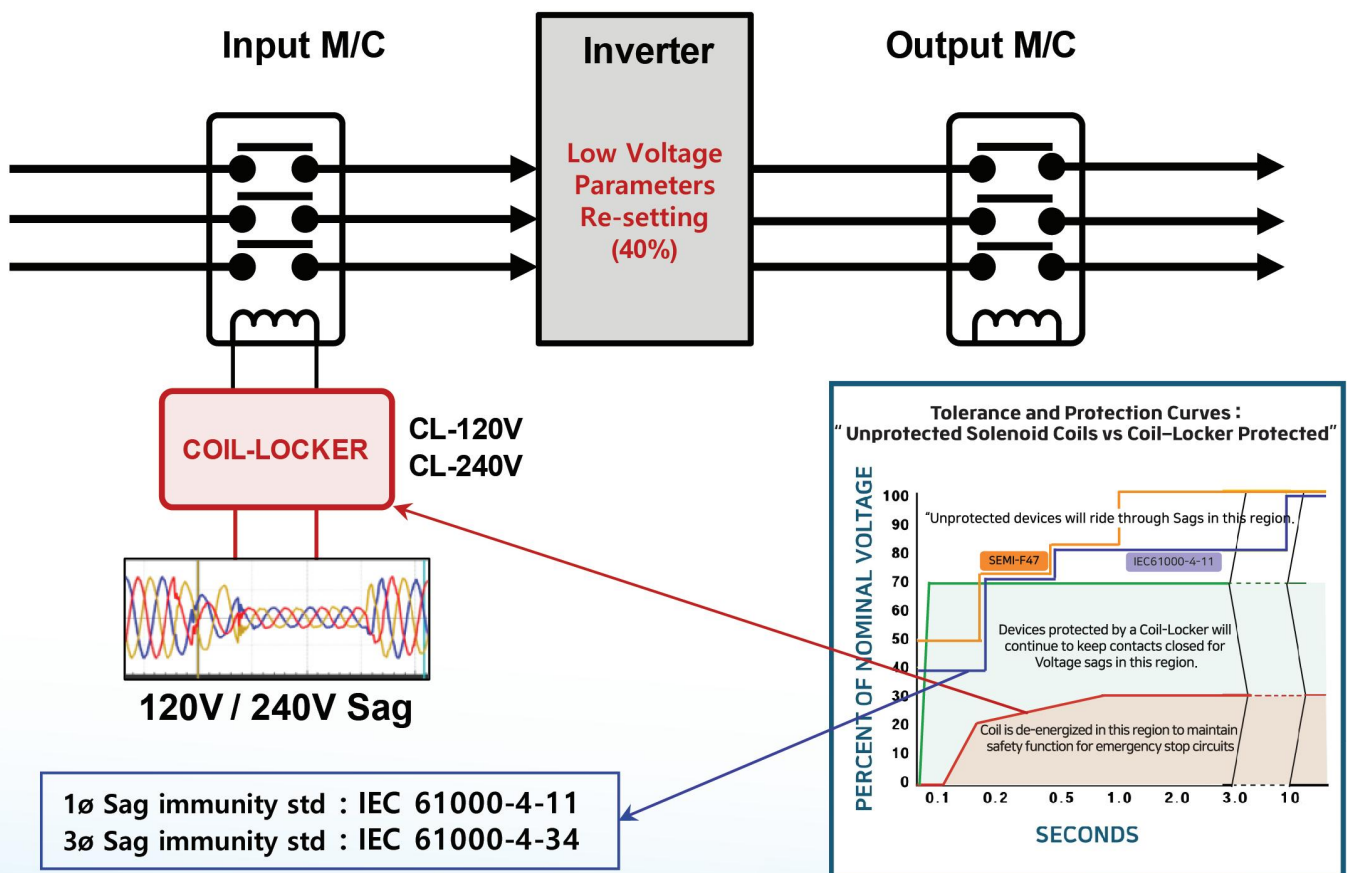 Input M/C
Inverter
Output M/C
Low Voltage
Parameters
Re-setting
(40%)
COIL-LOCKER
CL-120V
CL-240V
120V / 240V Sag
1ø Sag immunity std : IEC 61000-4-11
3ø Sag immunity std : IEC 61000-4-34
Tolerance and Protection Curves :
“ Unprotected Solenoid Coils vs Coil-Locker Protected”
PERCENT OF NOMINAL VOLTAGE
100
90
80
70
60
50
40
30
20
10
0
“Unprotected devices will ride through Sags in this region.
SEMI-F47
IEC61000-4-11
Devices protected by a Coil-Locker will
continue to keep contacts closed for
Voltage sags in this region.
Coil is de-energized in this region to maintain
safety function for emergency stop circuits
0.1 0.2 0.5 1.0 2.0 3.0 10
SECONDS